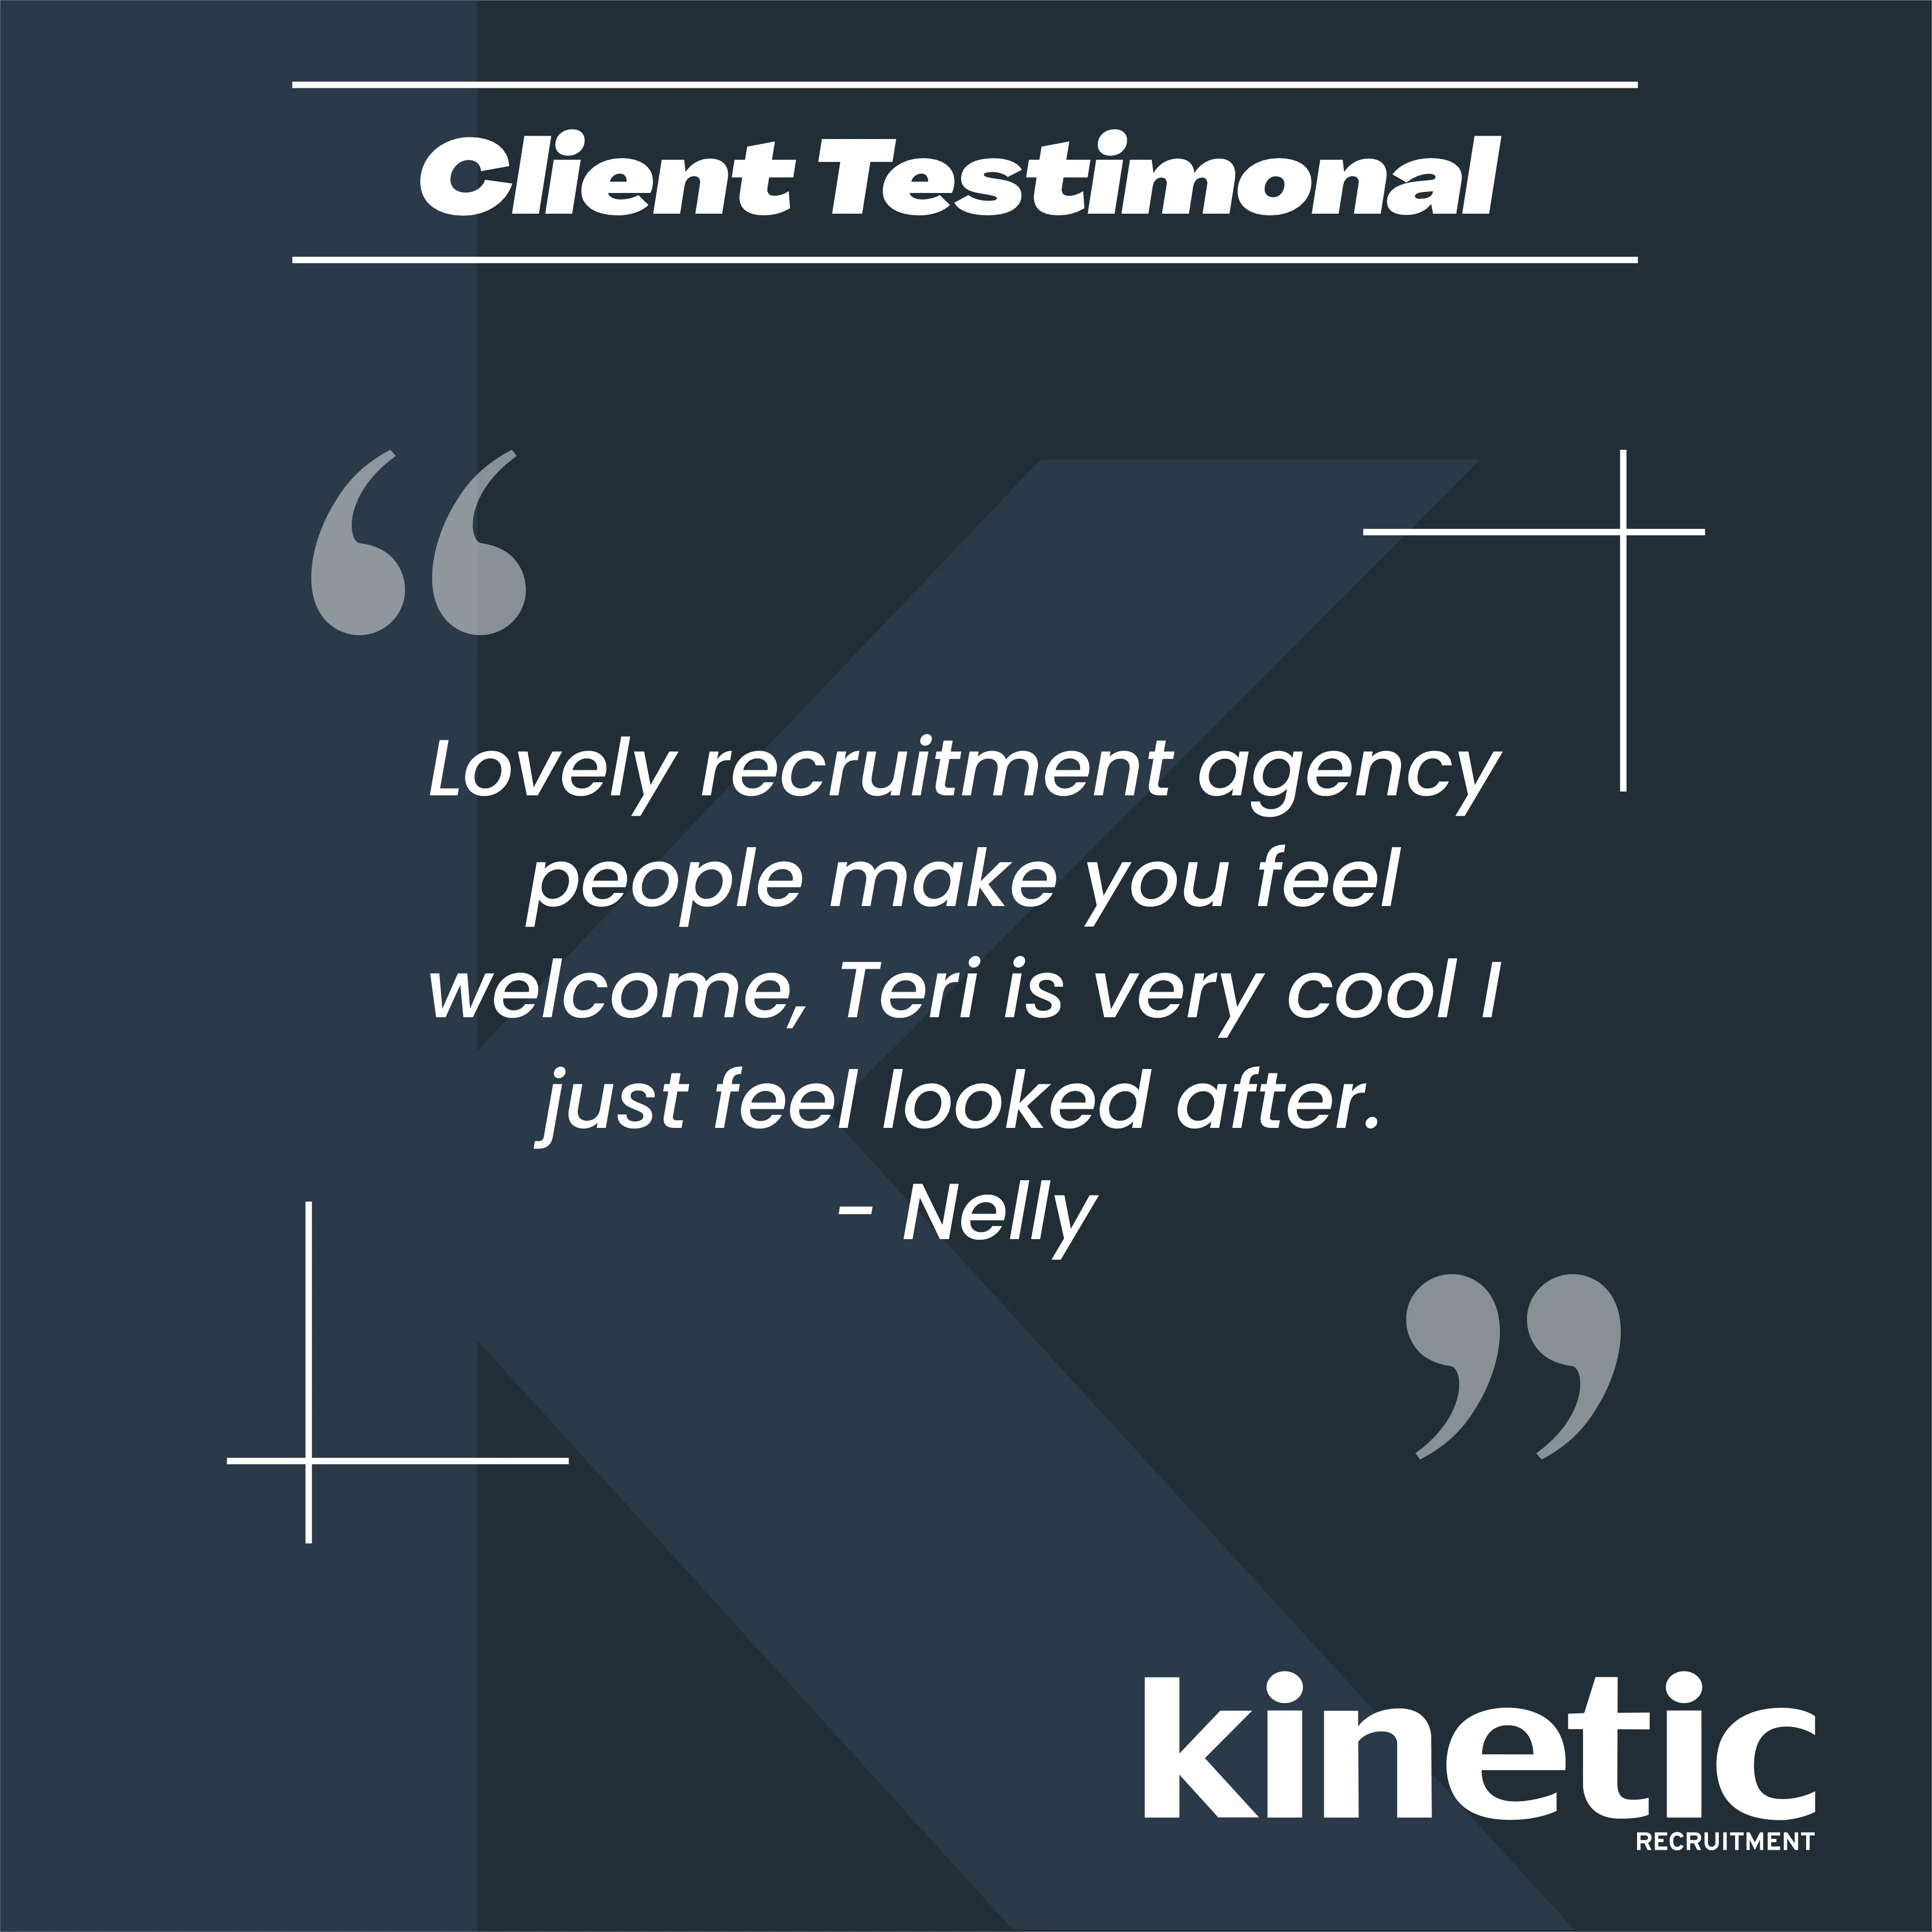 Client Testimonal
“
Lovely recruitment agency
people make you feel
welcome, Teri is very cool I
just feel looked after.
– Nelly
”
kinetic
RECRUITMENT